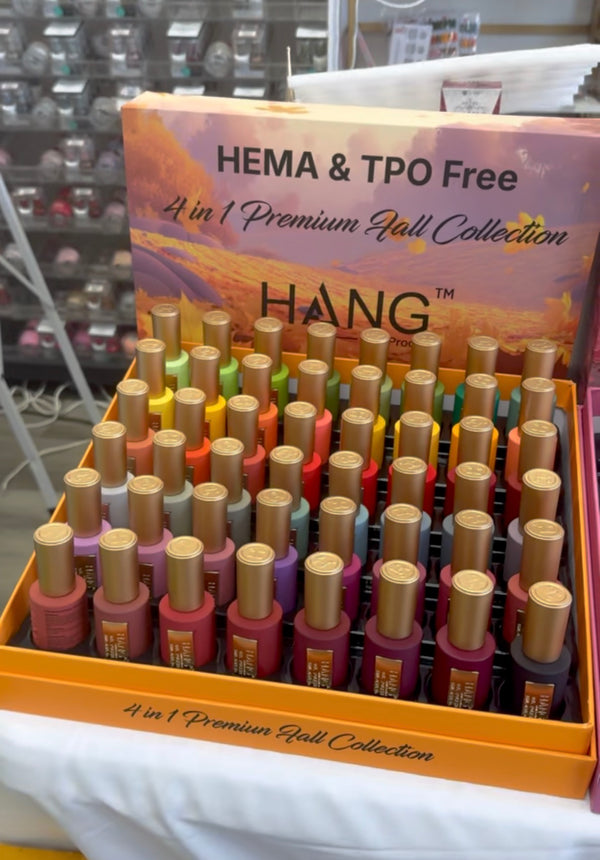 HEMA & TPO Free
4 in 1 Premium Fall Collection
HANG™
4 in 1 Premiun Fall Collection